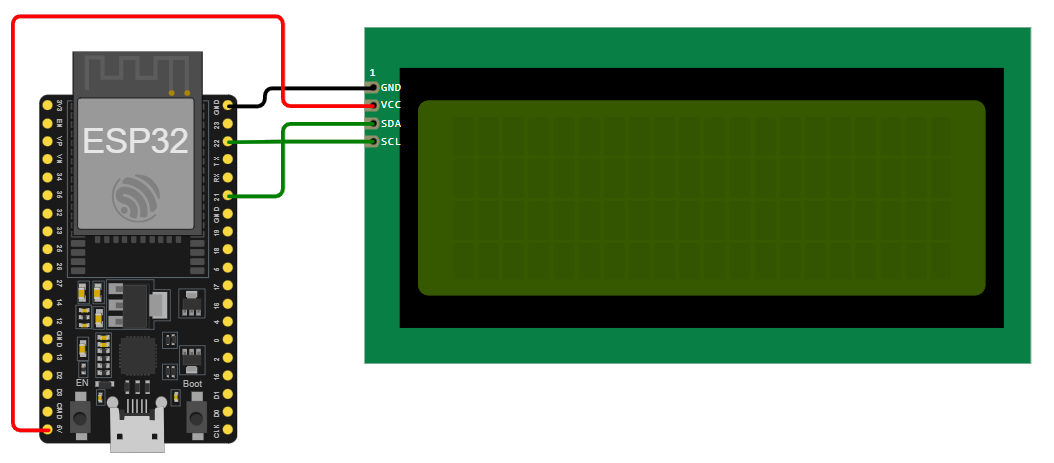 1
GND
VCC
SDA
SCL
ESP32
3V3
EN
VP
VN
34
35
32
33
25
26
27
14
12
GND
13
D2
D3
CMD
5V
GND
23
22
TX
RX
21
GND
19
18
5
17
16
4
0
2
15
D1
D0
CLK
EN
Boot